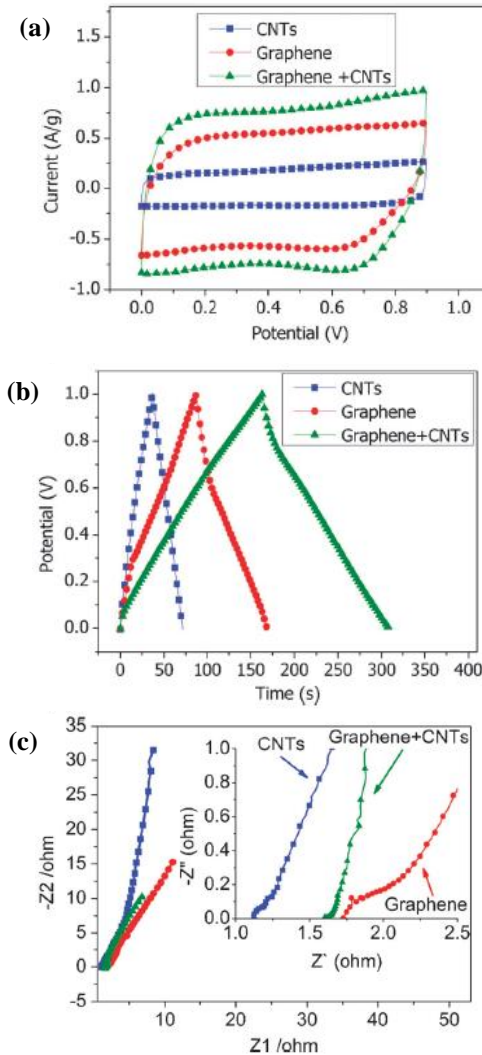 (a)
CNTs
Graphene
Graphene +CNTs
Current (A/g)
1.0
0.5
0.0
-0.5
-1.0
0.0 0.2 0.4 0.6 0.8 1.0
Potential (V)
(b)
CNTs
Graphene
Graphene+CNTs
Potential (V)
1.0
0.8
0.6
0.4
0.2
0.0
0 50 100 150 200 250 300 350 400
Time (s)
(c)
-Z2 /ohm
35
30
25
20
15
10
5
0
-5
10 20 30 40 50
Z1 /ohm
CNTs
Graphene+CNTs
Graphene
-Z'' (ohm)
1.0
0.8
0.6
0.4
0.2
0.0
1.0 1.5 2.0 2.5
Z` (ohm)